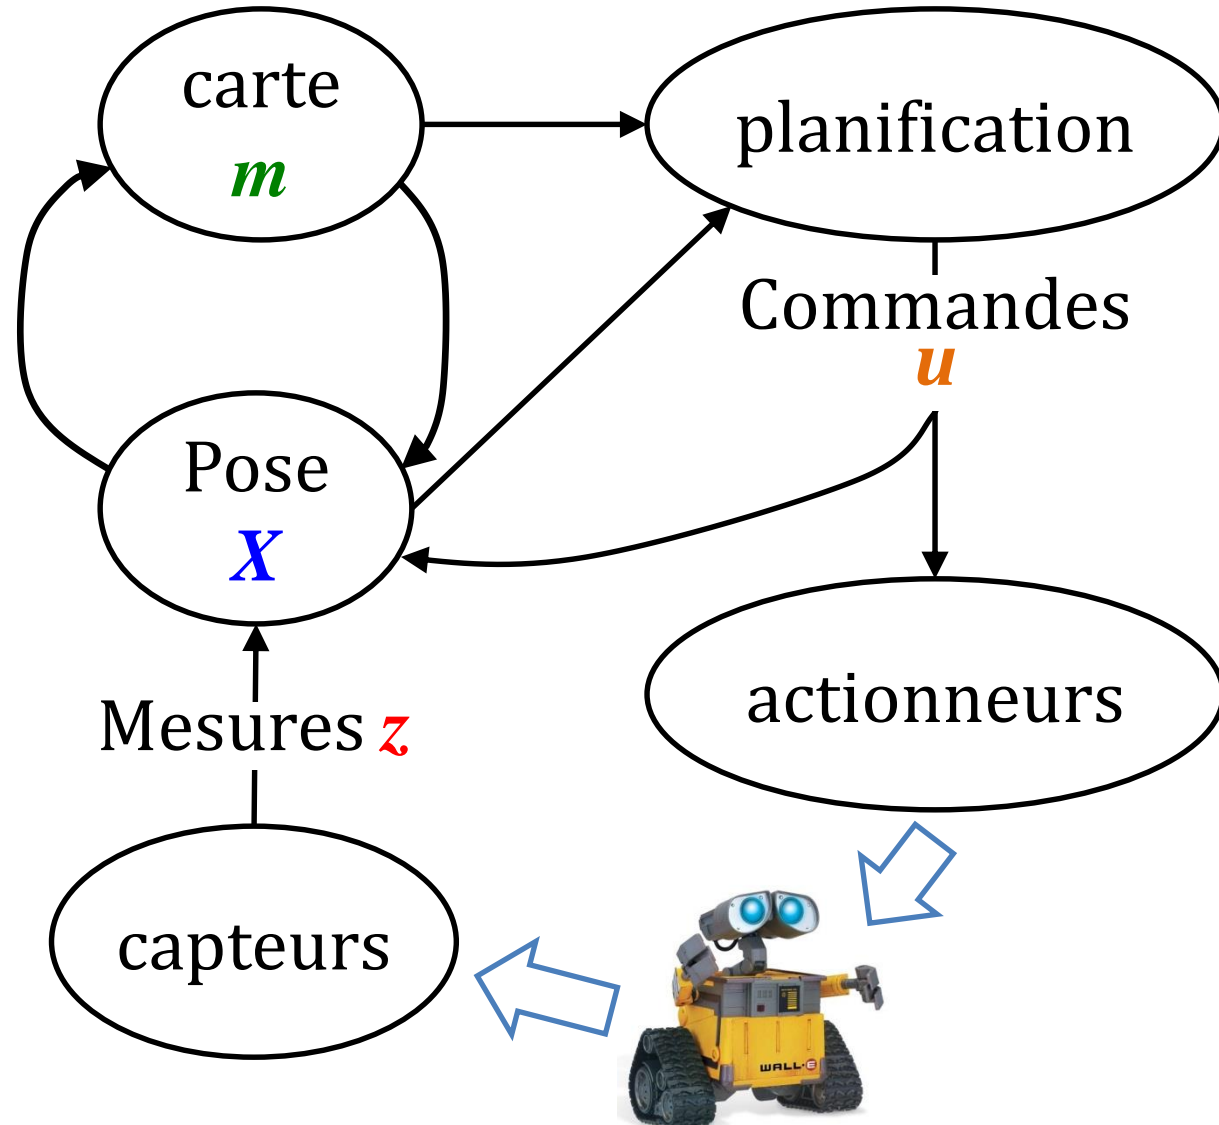 carte
m
planification
Commandes
u
Pose
X
Mesures z
actionneurs
capteurs
WALL·E